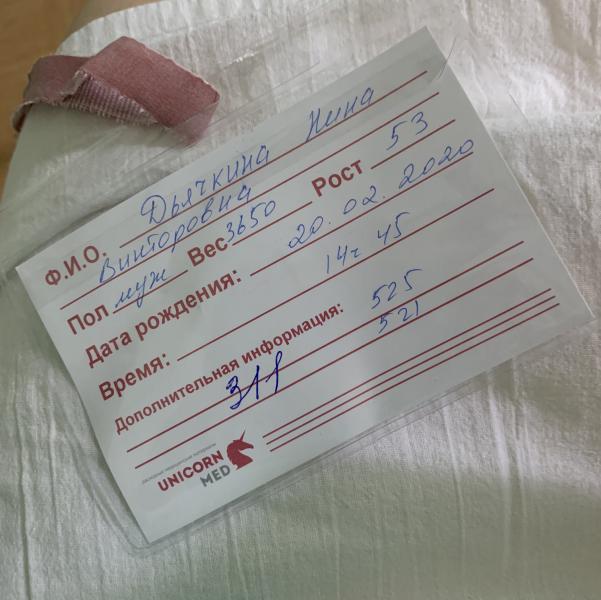 Ф.И.О. Дьячкина Нина
Викторовна
Пол муж Вес 3650 Рост 53
Дата рождения: 20.02.2020
Время: 14ч 45
Дополнительная информация: 525
311 521
UNICORN
MED